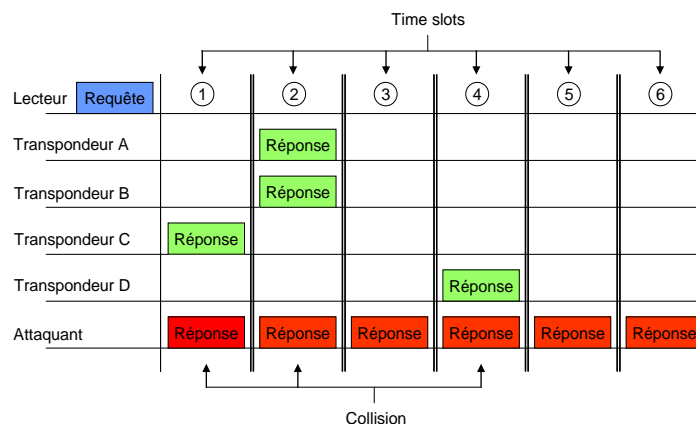 Time slots
Lecteur Requête 1 2 3 4 5 6
Transpondeur A Réponse
Transpondeur B Réponse
Transpondeur C Réponse
Transpondeur D Réponse
Attaquant Réponse Réponse Réponse Réponse Réponse Réponse
Collision